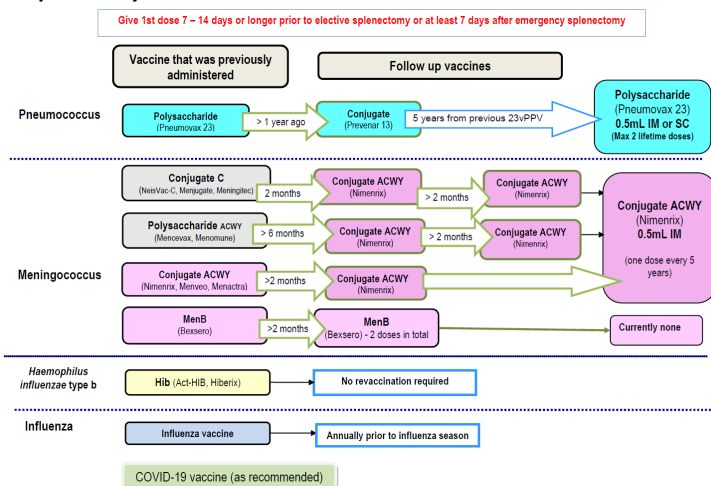 Give 1st dose 7 – 14 days or longer prior to elective splenectomy or at least 7 days after emergency splenectomy
Vaccine that was previously
administered
Follow up vaccines
Pneumococcus
Polysaccharide
(Pneumovax 23)
> 1 year ago
Conjugate
(Prevenar 13)
5 years from previous 23vPPV
Polysaccharide
(Pneumovax 23)
0.5mL IM or SC
(Max 2 lifetime doses)
Meningococcus
Conjugate C
(NeisVac-C, Menjugate, Meningitec)
2 months
Conjugate ACWY
(Nimenrix)
> 2 months
Conjugate ACWY
(Nimenrix)
Polysaccharide ACWY
(Mencevax, Menomune)
> 6 months
Conjugate ACWY
(Nimenrix)
> 2 months
Conjugate ACWY
(Nimenrix)
Conjugate ACWY
(Nimenrix)
0.5mL IM
(one dose every 5
years)
Conjugate ACWY
(Nimenrix, Menveo, Menactra)
>2 months
Conjugate ACWY
(Nimenrix)
MenB
(Bexsero)
>2 months
MenB
(Bexsero) - 2 doses in total
Currently none
Haemophilus
influenzae type b
Hib (Act-HIB, Hiberix)
No revaccination required
Influenza
Influenza vaccine
Annually prior to influenza season
COVID-19 vaccine (as recommended)